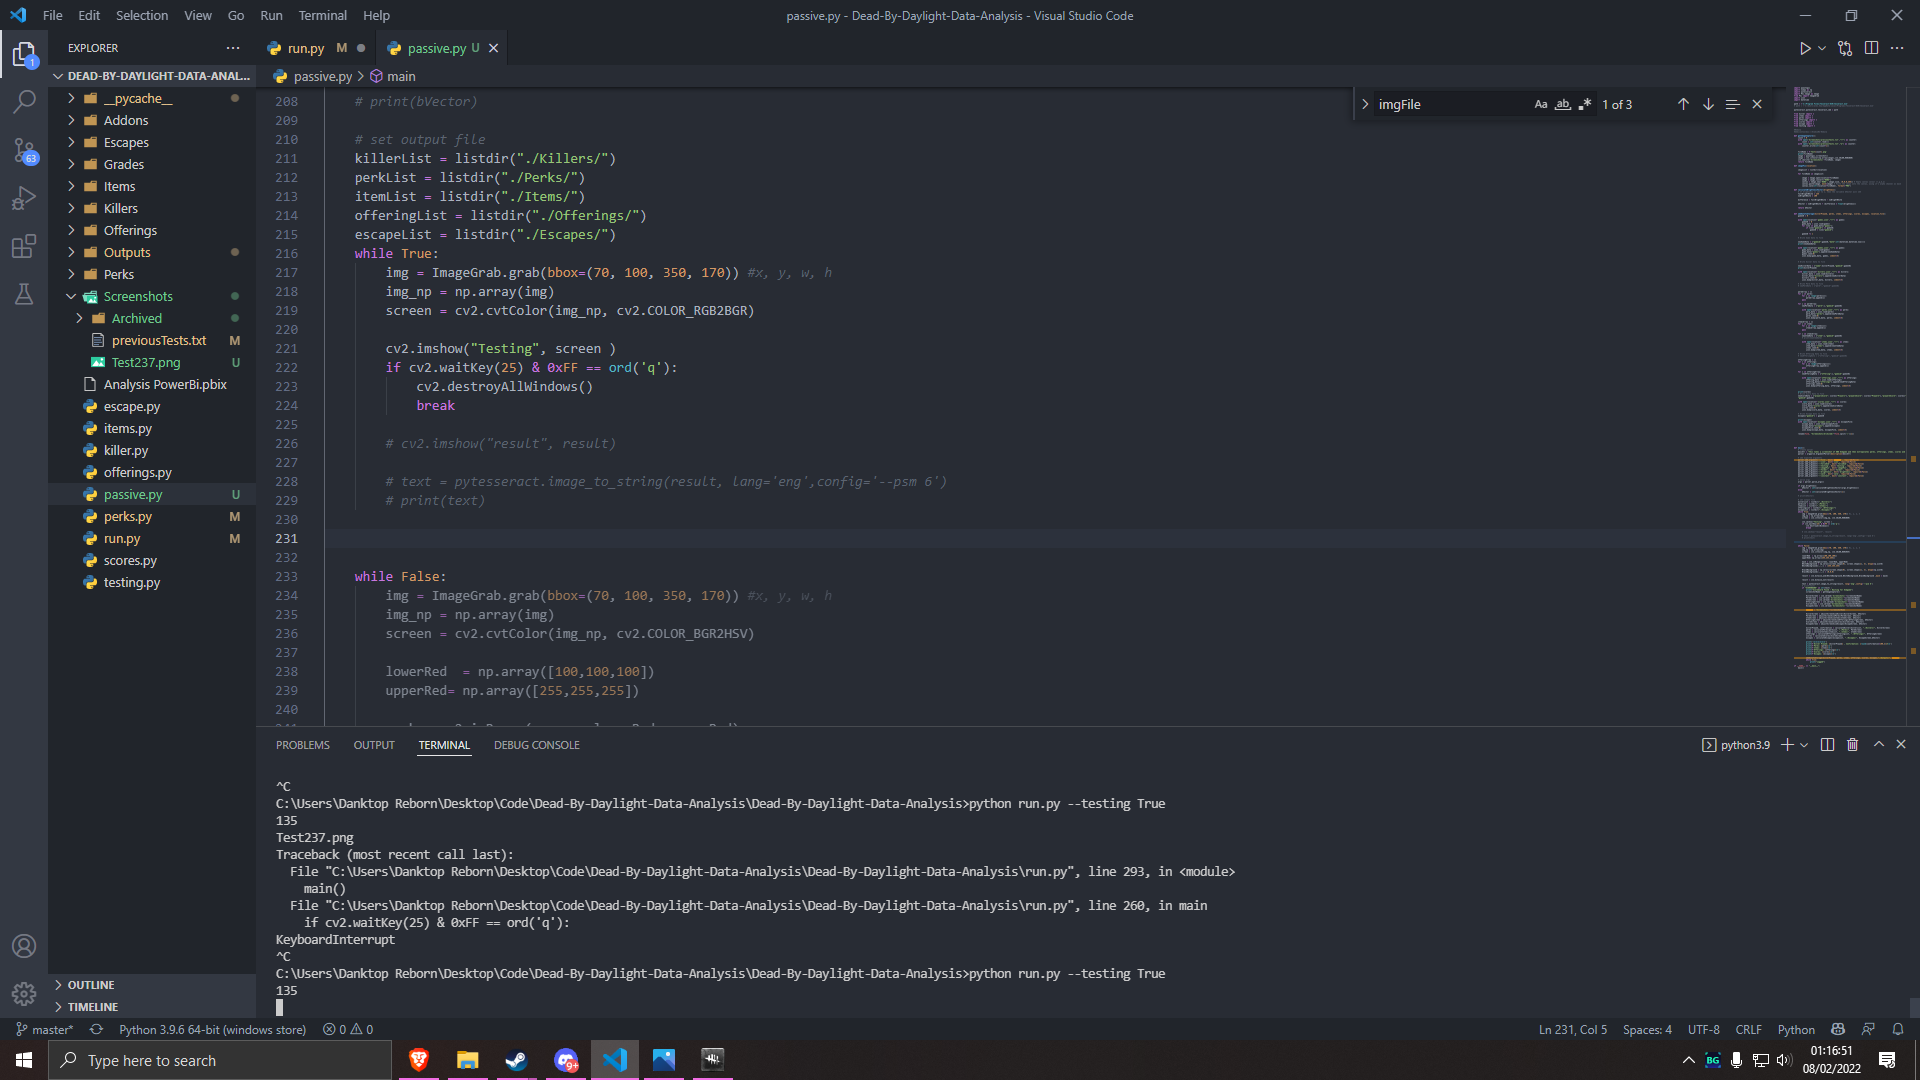 File Edit Selection View Go Run Terminal Help
passive.py - Dead-By-Daylight-Data-Analysis - Visual Studio Code
EXPLORER
run.py M
passive.py U
DEAD-BY-DAYLIGHT-DATA-ANAL...
passive.py > main
__pycache__
Addons
Escapes
Grades
Items
Killers
Offerings
Outputs
Perks
Screenshots
Archived
previousTests.txt M
Test237.png U
Analysis PowerBi.pbix
escape.py
items.py
killer.py
offerings.py
passive.py U
perks.py M
run.py M
scores.py
testing.py
OUTLINE
TIMELINE
1
63
imgFile Aa ab 1 of 3
208 # print(bVector)
209
210 # set output file
211 killerList = listdir("./Killers/")
212 perkList = listdir("./Perks/")
213 itemList = listdir("./Items/")
214 offeringList = listdir("./Offerings/")
215 escapeList = listdir("./Escapes/")
216 while True:
217 img = ImageGrab.grab(bbox=(70, 100, 350, 170)) #x, y, w, h
218 img_np = np.array(img)
219 screen = cv2.cvtColor(img_np, cv2.COLOR_RGB2BGR)
220
221 cv2.imshow("Testing", screen )
222 if cv2.waitKey(25) & 0xFF == ord('q'):
223 cv2.destroyAllWindows()
224 break
225
226 # cv2.imshow("result", result)
227
228 # text = pytesseract.image_to_string(result, lang='eng',config='--psm 6')
229 # print(text)
230
231
232
233 while False:
234 img = ImageGrab.grab(bbox=(70, 100, 350, 170)) #x, y, w, h
235 img_np = np.array(img)
236 screen = cv2.cvtColor(img_np, cv2.COLOR_BGR2HSV)
237
238 lowerRed = np.array([100,100,100])
239 upperRed= np.array([255,255,255])
240
PROBLEMS OUTPUT TERMINAL DEBUG CONSOLE
python3.9
^C
C:\Users\Danktop Reborn\Desktop\Code\Dead-By-Daylight-Data-Analysis\Dead-By-Daylight-Data-Analysis>python run.py --testing True
135
Test237.png
Traceback (most recent call last):
File "C:\Users\Danktop Reborn\Desktop\Code\Dead-By-Daylight-Data-Analysis\Dead-By-Daylight-Data-Analysis\run.py", line 293, in <module>
main()
File "C:\Users\Danktop Reborn\Desktop\Code\Dead-By-Daylight-Data-Analysis\Dead-By-Daylight-Data-Analysis\run.py", line 260, in main
if cv2.waitKey(25) & 0xFF == ord('q'):
KeyboardInterrupt
^C
C:\Users\Danktop Reborn\Desktop\Code\Dead-By-Daylight-Data-Analysis\Dead-By-Daylight-Data-Analysis>python run.py --testing True
135
master* Python 3.9.6 64-bit (windows store) 0 0
Ln 231, Col 5 Spaces: 4 UTF-8 CRLF Python
Type here to search
9+
BG
01:16:51
08/02/2022